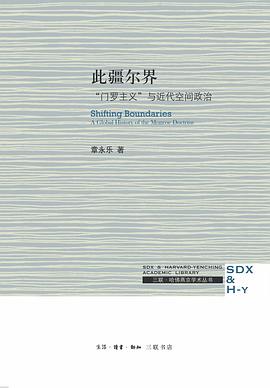 此疆尔界
“门罗主义”与近代空间政治
Shifting Boundaries
A Global History of the Monroe Doctrine
章永乐 著
SDX & HARVARD-YENCHING
ACADEMIC LIBRARY
三联·哈佛燕京学术丛书
SDX
&
H-Y
生活·讀書·新知 三联书店